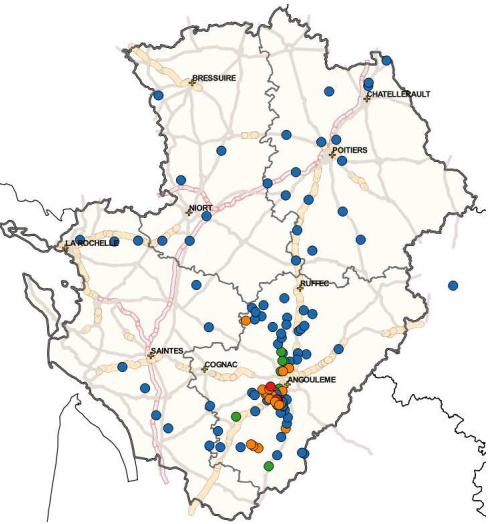 BRESSUIRE
CHATELLERAULT
POITIERS
NIORT
LA ROCHELLE
RUFFEC
SAINTES
COGNAC
ANGOULEME